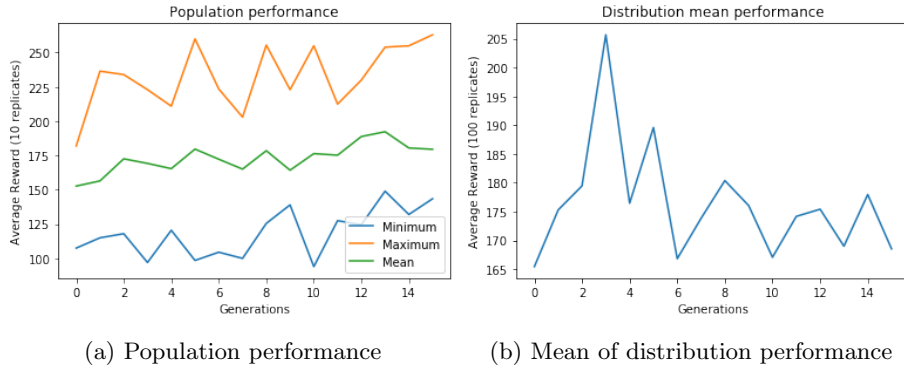 Population performance
Average Reward (10 replicates)
250
225
200
175
150
125
100
0 2 4 6 8 10 12 14
Generations
Minimum
Maximum
Mean
(a) Population performance
Distribution mean performance
Average Reward (100 replicates)
205
200
195
190
185
180
175
170
165
0 2 4 6 8 10 12 14
Generations
(b) Mean of distribution performance